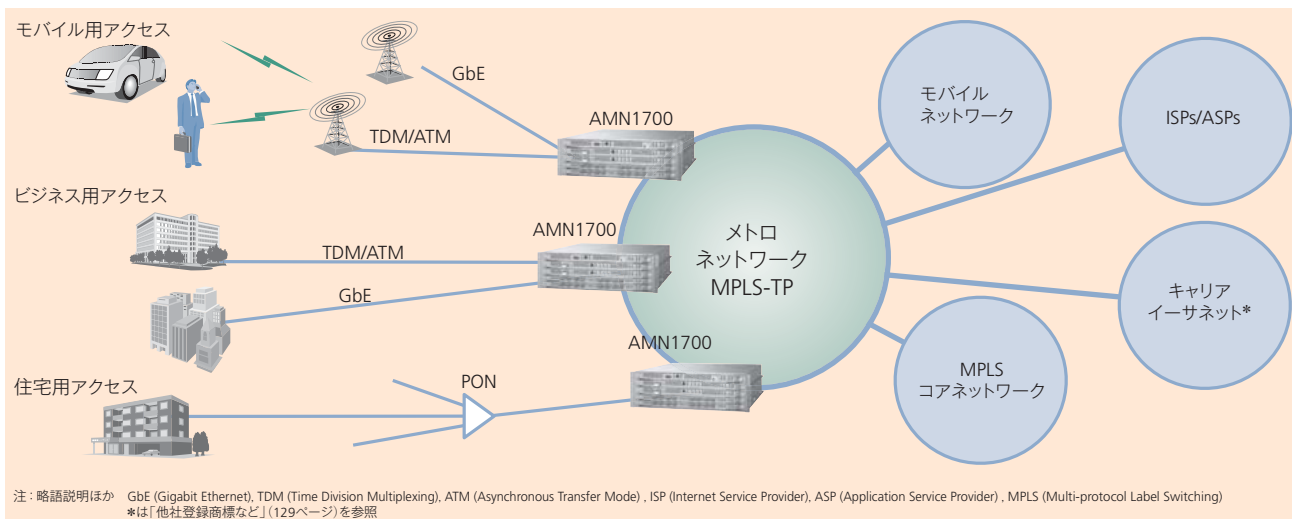 モバイル用アクセス
GbE
TDM/ATM
AMN1700
ビジネス用アクセス
TDM/ATM
GbE
AMN1700
住宅用アクセス
PON
AMN1700
メトロ
ネットワーク
MPLS-TP
モバイル
ネットワーク
ISPs/ASPs
キャリア
イーサネット*
MPLS
コアネットワーク
注：略語説明ほか GbE (Gigabit Ethernet), TDM (Time Division Multiplexing), ATM (Asynchronous Transfer Mode) , ISP (Internet Service Provider), ASP (Application Service Provider) , MPLS (Multi-protocol Label Switching)
*は「他社登録商標など」（129ページ）を参照